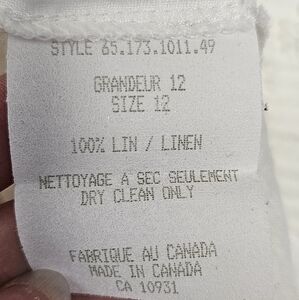 STYLE 65.173.1011.49
GRANDEUR 12
SIZE 12
100% LIN / LINEN
NETTOYAGE A SEC SEULEMENT
DRY CLEAN ONLY
FABRIQUE AU CANADA
MADE IN CANADA
CA 10931